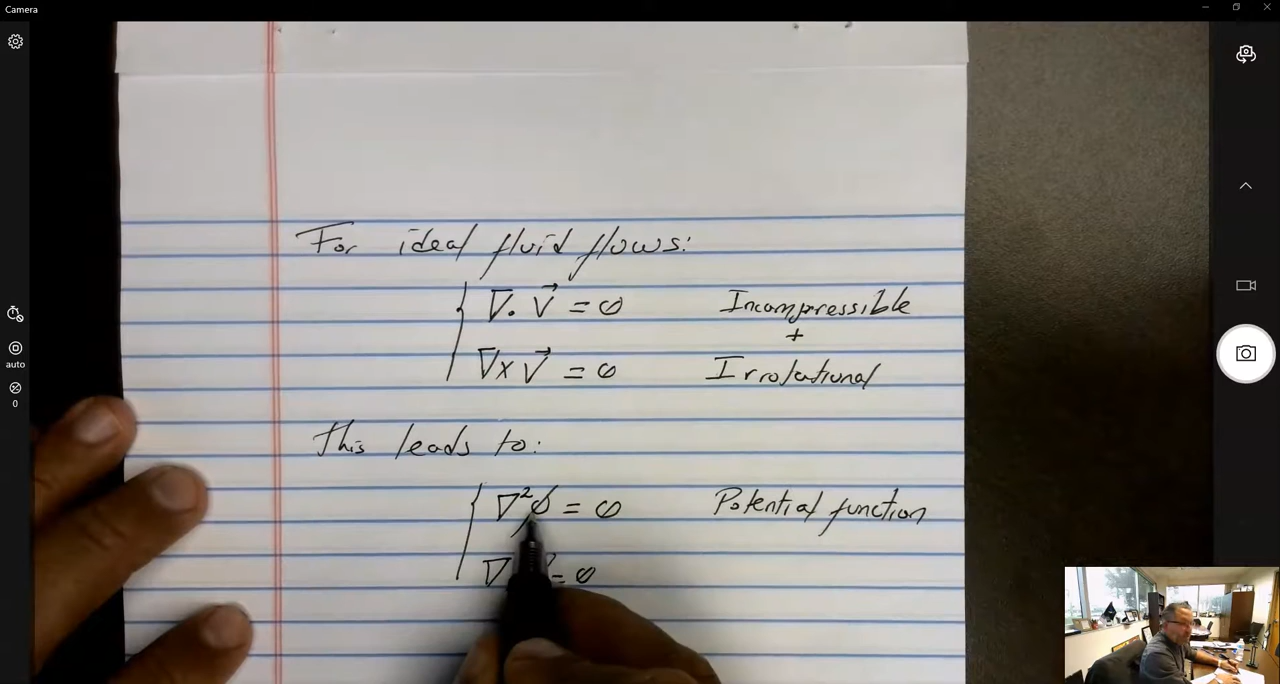 Camera
For ideal fluid flows:
∇· V⃗ = 0 Incompressible
+
∇x V⃗ = 0 Irrotational
auto
0
This leads to:
∇²φ = 0 Potential function
∇ = 0